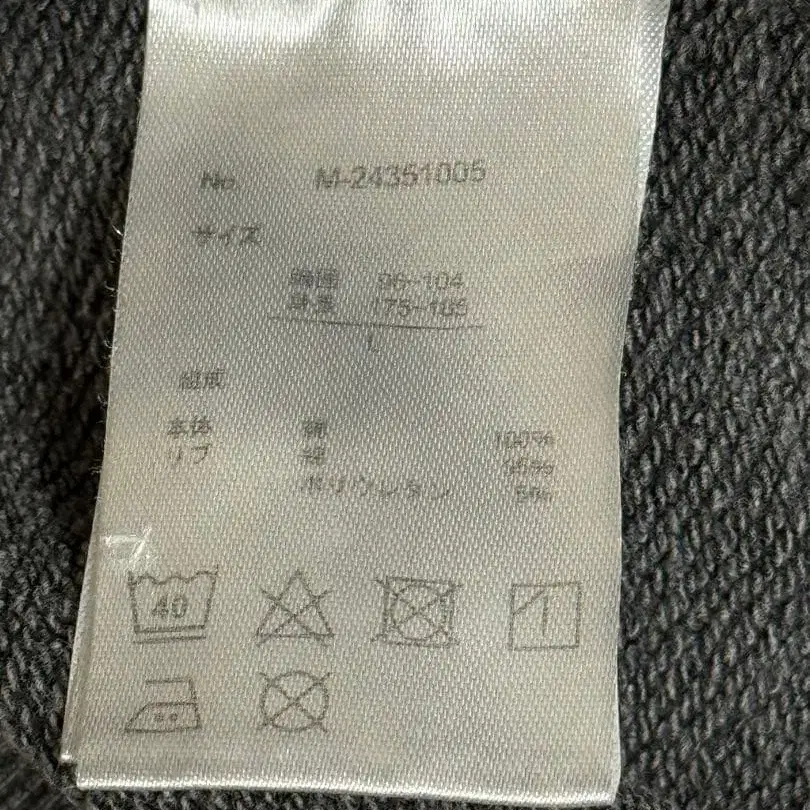 No. M-24351005
サイズ
胸囲 96-104
身長 175-185
L
組成
本体 綿 100%
リブ 綿 95%
ポリウレタン 5%
40